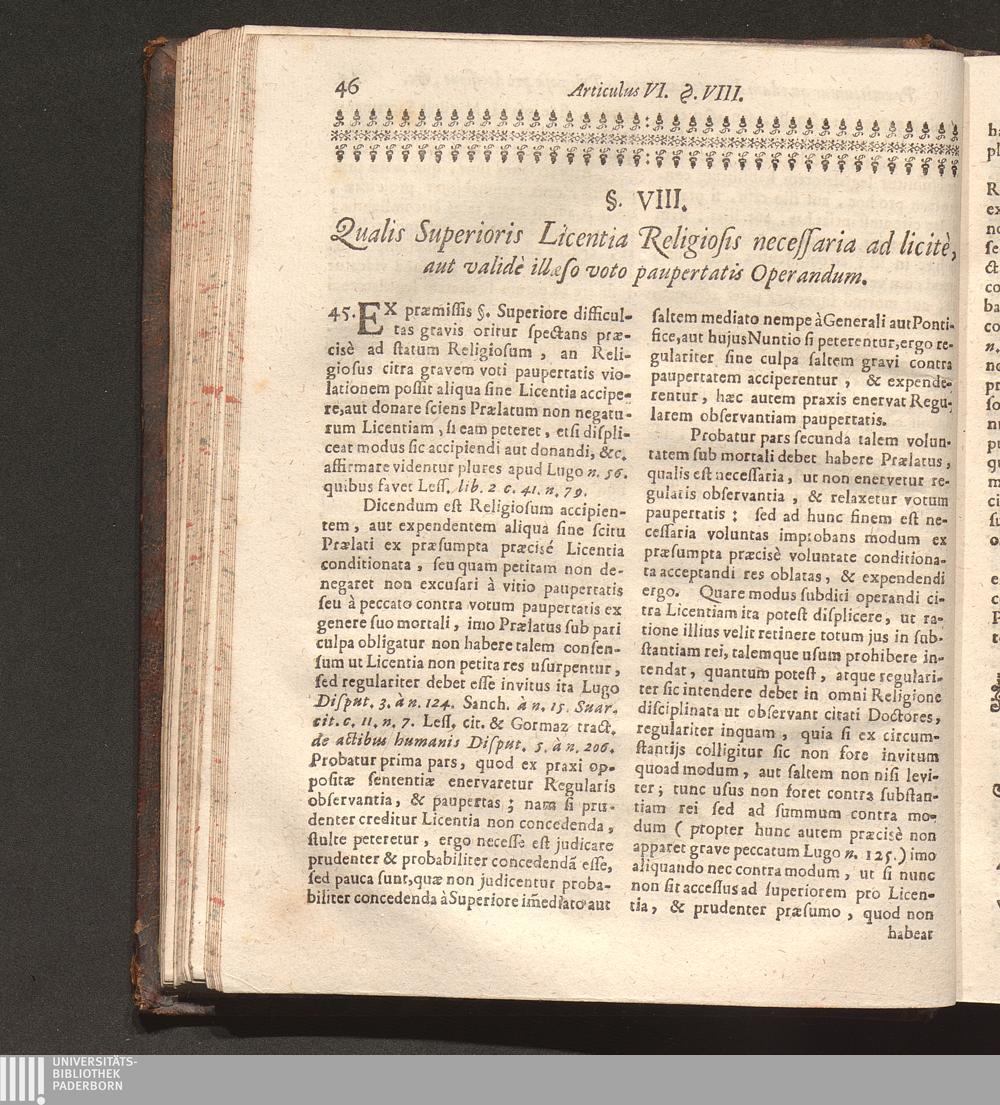 46
Articulus VI. §. VIII.
§. VIII.
Qualis Superioris Licentia Religiosis necessaria ad licitè,
aut validè illæso voto paupertatis Operandum.
45. EX præmissis §. Superiore difficul-
tas gravis oritur spectans præ-
cisè ad statum Religiosum , an Reli-
giosus citra gravem voti paupertatis vio-
lationem possit aliqua sine Licentia accipe-
re,aut donare sciens Prælatum non negatu-
rum Licentiam , si eam peteret , etsi displi-
ceat modus sic accipiendi aut donandi, &c.
affirmare videntur plures apud Lugo n. 56.
quibus favet Less. lib. 2 c. 41. n. 79.
Dicendum est Religiosum accipien-
tem , aut expendentem aliqua sine scitu
Prælati ex præsumpta præcisé Licentia
conditionata , seu quam petitam non de-
negaret non excusari à vitio paupertatis
seu à peccato contra votum paupertatis ex
genere suo mortali , imo Prælatus sub pari
culpa obligatur non habere talem consen-
sum ut Licentia non petita res usurpentur ,
sed regulariter debet esse invitus ita Lugo
Disput. 3. à n. 124. Sanch. à n. 15. Suar.
cit. c. 11. n. 7. Less. cit. & Gormaz tract.
de actibus humanis Disput. 5. à n. 206.
Probatur prima pars , quod ex praxi op-
positæ sententiæ enervaretur Regularis
observantia , & paupertas ; nam si pru-
denter creditur Licentia non concedenda ,
stulte peteretur , ergo necesse est judicare
prudenter & probabiliter concedendã esse,
sed pauca sunt,quæ non judicentur proba-
biliter concedenda à Superiore im̃ediato aut
saltem mediato nempe à Generali aut Ponti-
fice,aut hujus Nuntio si peterentur,ergo re-
gulariter sine culpa saltem gravi contra
paupertatem acciperentur , & expende-
rentur , hæc autem praxis enervat Regu-
larem observantiam paupertatis.
Probatur pars secunda talem volun-
tatem sub mortali debet habere Prælatus ,
qualis est necessaria , ut non enervetur re-
gularis observantia , & relaxetur votum
paupertatis : sed ad hunc finem est ne-
cessaria voluntas improbans modum ex
præsumpta præcisè voluntate conditiona-
ta acceptandi res oblatas , & expendendi
ergo. Quare modus subditi operandi ci-
tra Licentiam ita potest displicere , ut ra-
tione illius velit retinere totum jus in sub-
stantiam rei, talemque usum prohibere in-
tendat , quantum potest , atque regulari-
ter sic intendere debet in omni Religione
disciplinata ut observant citati Doctores ,
regulariter inquam , quia si ex circum-
stantijs colligitur sic non fore invitum
quoad modum , aut saltem non nisi levi-
ter ; tunc usus non foret contra substan-
tiam rei sed ad summum contra mo-
dum ( propter hunc autem præcisè non
apparet grave peccatum Lugo n. 125. ) imo
aliquando nec contra modum , ut si nunc
non sit accessus ad superiorem pro Licen-
tia , & prudenter præsumo , quod non
habeat
UNIVERSITÄTS-
BIBLIOTHEK
PADERBORN